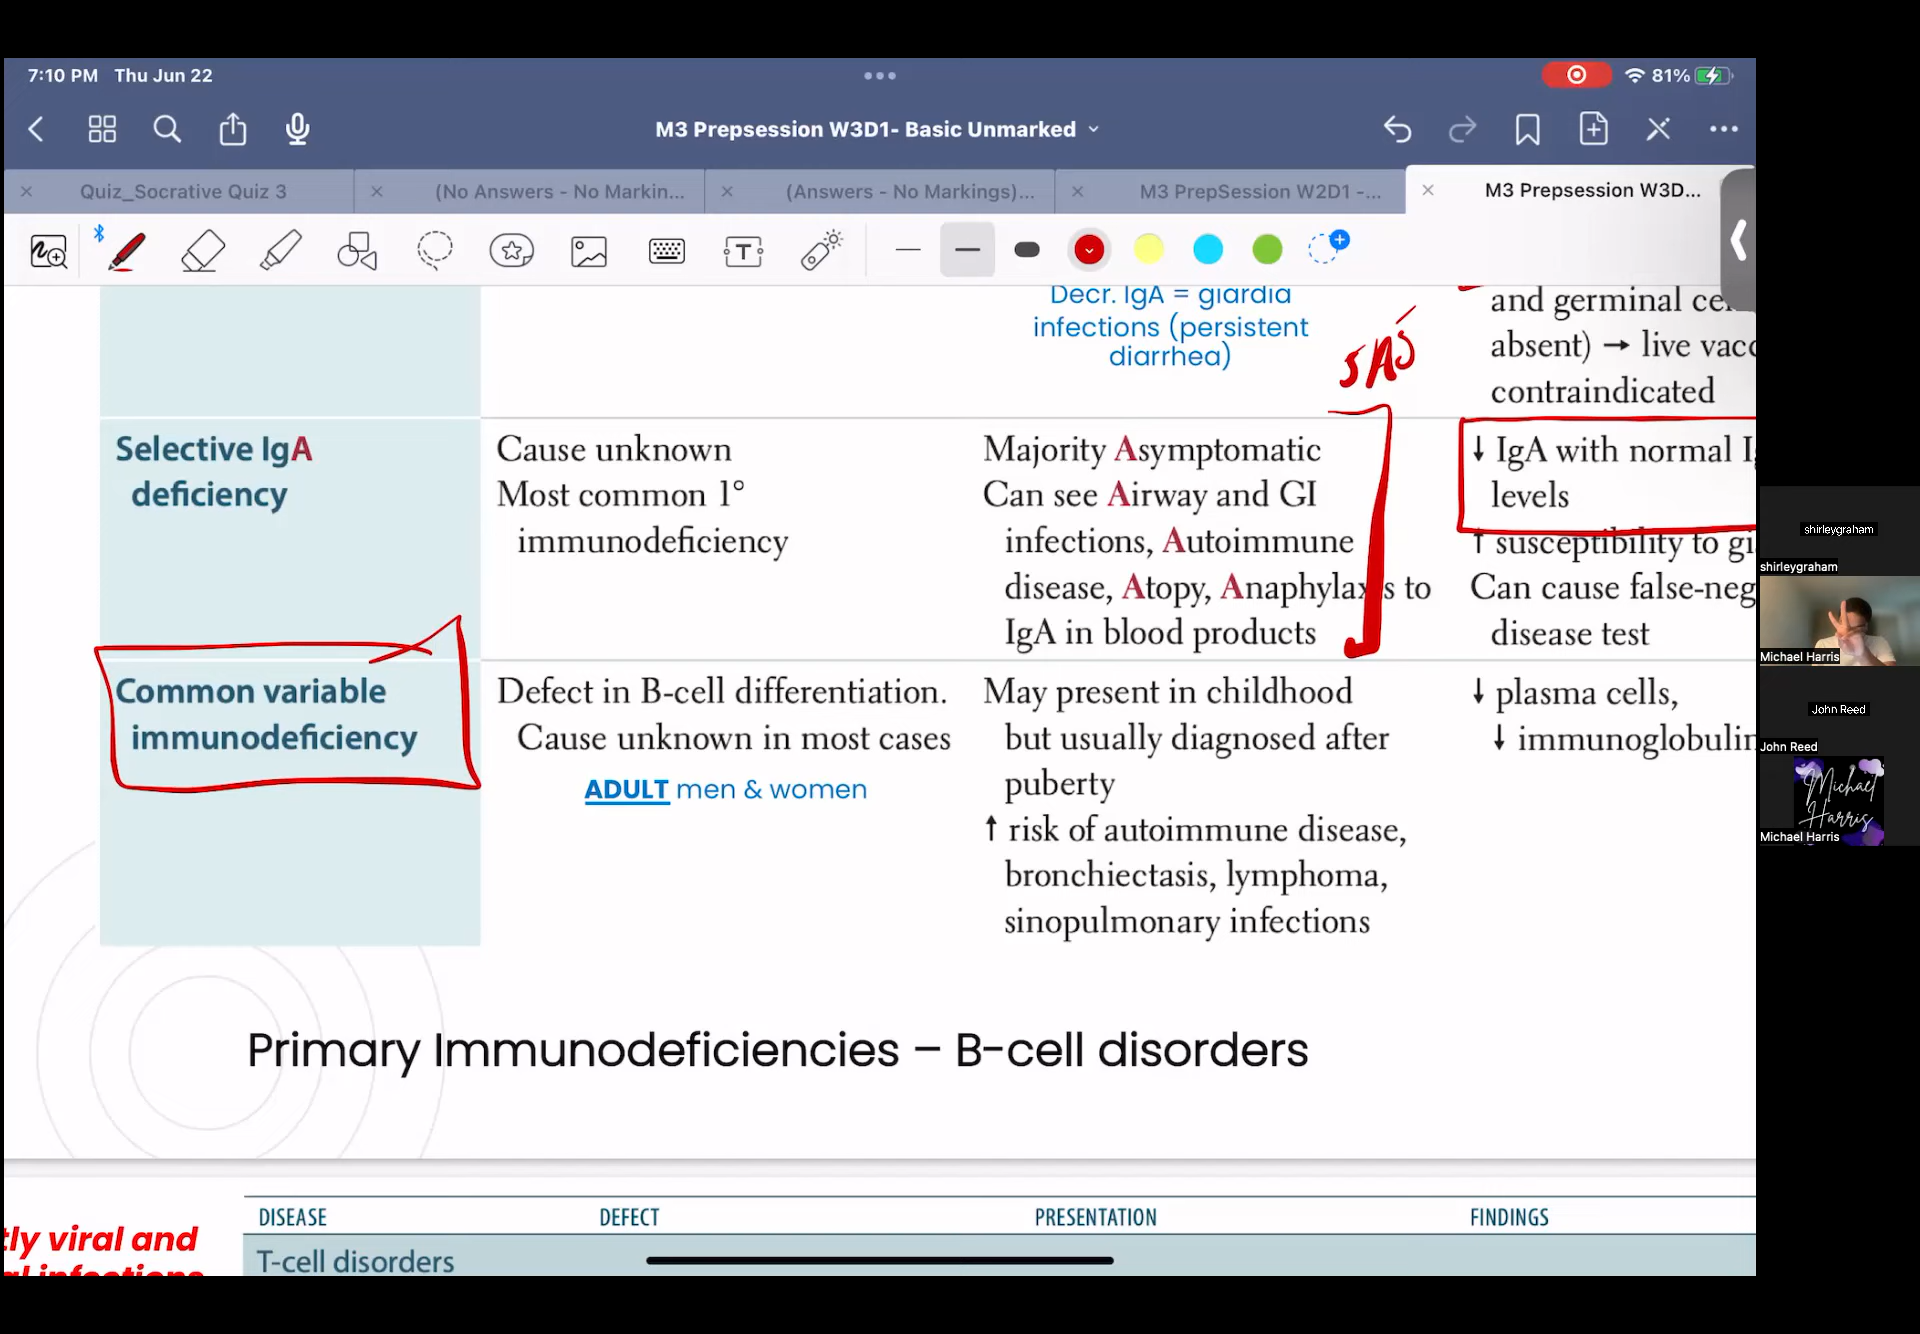 7:10 PM Thu Jun 22
81%
M3 Prepsession W3D1- Basic Unmarked
Quiz_Socrative Quiz 3
(No Answers - No Markin...
(Answers - No Markings)...
M3 PrepSession W2D1 -...
M3 Prepsession W3D...
Decr. IgA = giardia
infections (persistent
diarrhea)
5A's
and germinal
absent) → live
contraindicated
Selective IgA
deficiency
Cause unknown
Most common 1°
immunodeficiency
Majority Asymptomatic
Can see Airway and GI
infections, Autoimmune
disease, Atopy, Anaphylaxis to
IgA in blood products
↓ IgA with normal
levels
↑ susceptibility to
Can cause false-neg
disease test
Common variable
immunodeficiency
Defect in B-cell differentiation.
Cause unknown in most cases
ADULT men & women
May present in childhood
but usually diagnosed after
puberty
↑ risk of autoimmune disease,
bronchiectasis, lymphoma,
sinopulmonary infections
↓ plasma cells,
↓ immunoglobulin
Primary Immunodeficiencies – B-cell disorders
DISEASE DEFECT PRESENTATION FINDINGS
tly viral and
T-cell disorders
shirleygraham
shirleygraham
Michael Harris
John Reed
John Reed
Michael
Harris
Michael Harris